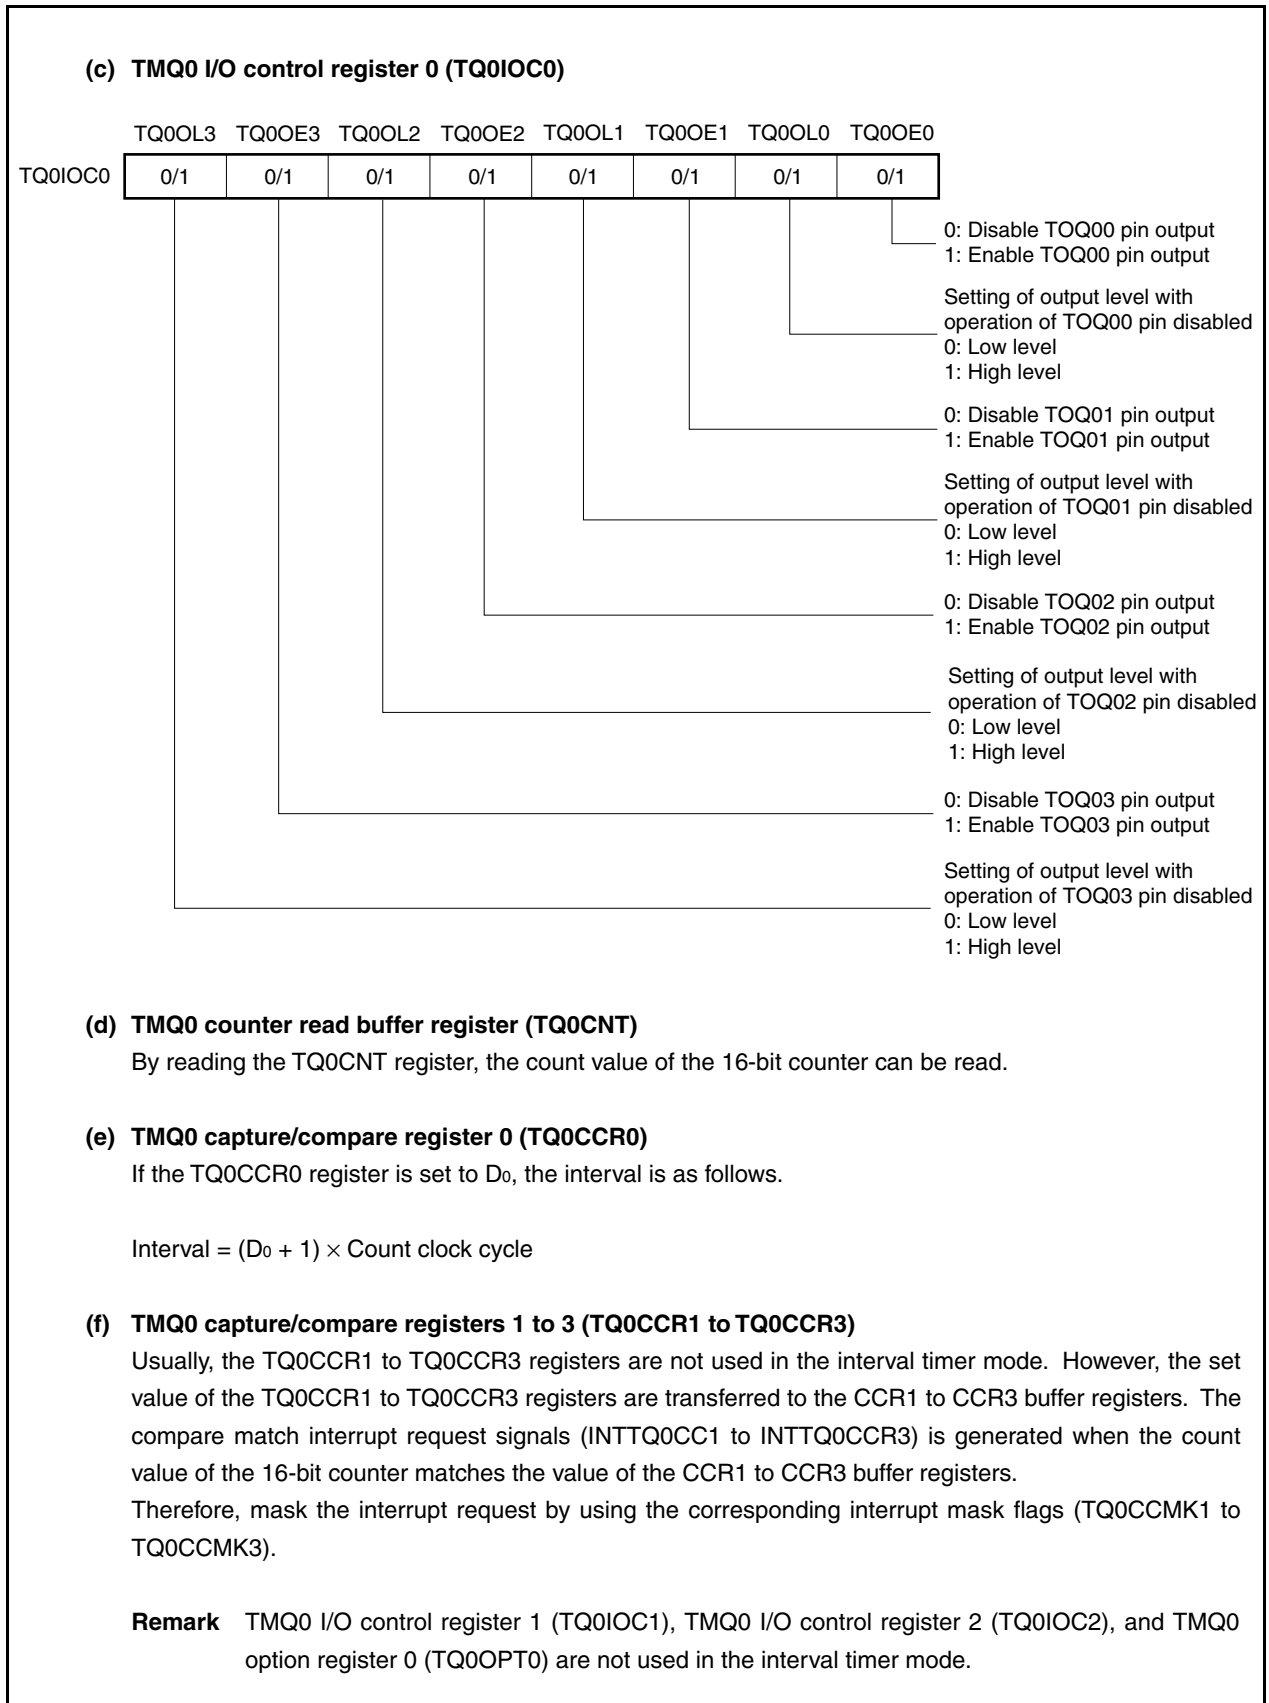 (c) TMQ0 I/O control register 0 (TQ0IOC0)
TQ0OL3 TQ0OE3 TQ0OL2 TQ0OE2 TQ0OL1 TQ0OE1 TQ0OL0 TQ0OE0
TQ0IOC0 0/1 0/1 0/1 0/1 0/1 0/1 0/1 0/1
0: Disable TOQ00 pin output
1: Enable TOQ00 pin output
Setting of output level with
operation of TOQ00 pin disabled
0: Low level
1: High level
0: Disable TOQ01 pin output
1: Enable TOQ01 pin output
Setting of output level with
operation of TOQ01 pin disabled
0: Low level
1: High level
0: Disable TOQ02 pin output
1: Enable TOQ02 pin output
Setting of output level with
operation of TOQ02 pin disabled
0: Low level
1: High level
0: Disable TOQ03 pin output
1: Enable TOQ03 pin output
Setting of output level with
operation of TOQ03 pin disabled
0: Low level
1: High level
(d) TMQ0 counter read buffer register (TQ0CNT)
By reading the TQ0CNT register, the count value of the 16-bit counter can be read.
(e) TMQ0 capture/compare register 0 (TQ0CCR0)
If the TQ0CCR0 register is set to D0, the interval is as follows.
Interval = (D0 + 1) × Count clock cycle
(f) TMQ0 capture/compare registers 1 to 3 (TQ0CCR1 to TQ0CCR3)
Usually, the TQ0CCR1 to TQ0CCR3 registers are not used in the interval timer mode. However, the set
value of the TQ0CCR1 to TQ0CCR3 registers are transferred to the CCR1 to CCR3 buffer registers. The
compare match interrupt request signals (INTTQ0CC1 to INTTQ0CCR3) is generated when the count
value of the 16-bit counter matches the value of the CCR1 to CCR3 buffer registers.
Therefore, mask the interrupt request by using the corresponding interrupt mask flags (TQ0CCMK1 to
TQ0CCMK3).
Remark TMQ0 I/O control register 1 (TQ0IOC1), TMQ0 I/O control register 2 (TQ0IOC2), and TMQ0
option register 0 (TQ0OPT0) are not used in the interval timer mode.